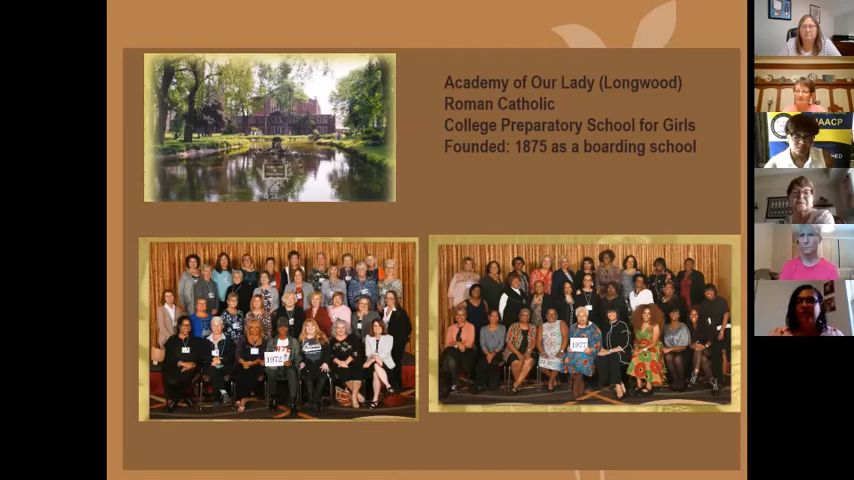 Academy of Our Lady (Longwood)
Roman Catholic
College Preparatory School for Girls
Founded: 1875 as a boarding school
1972
1977
NAACP